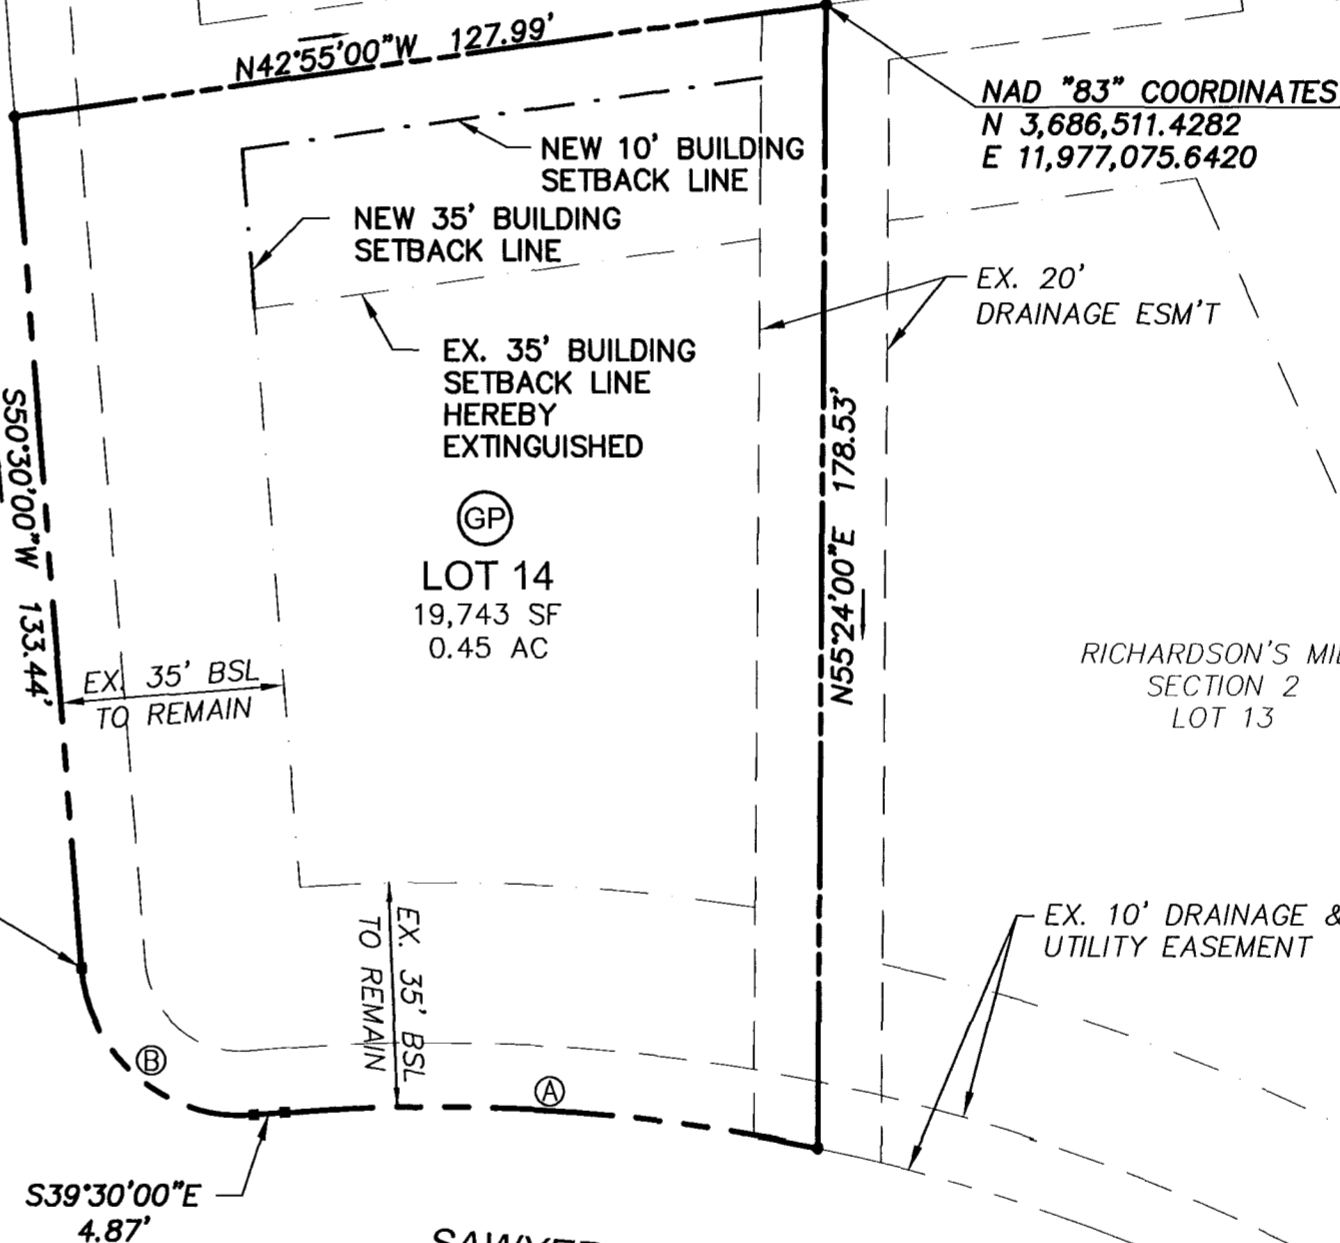 N42°55'00"W 127.99'
NAD "83" COORDINATES
N 3,686,511.4282
E 11,977,075.6420
NEW 10' BUILDING
SETBACK LINE
NEW 35' BUILDING
SETBACK LINE
EX. 20'
DRAINAGE ESM'T
EX. 35' BUILDING
SETBACK LINE
HEREBY
EXTINGUISHED
S50°30'00"W 133.44'
N55°24'00"E 178.53'
GP
LOT 14
19,743 SF
0.45 AC
RICHARDSON'S
SECTION 2
LOT 13
EX. 35' BSL
TO REMAIN
EX. 35' BSL
TO REMAIN
EX. 10' DRAINAGE &
UTILITY EASEMENT
B
A
S39°30'00"E
4.87'